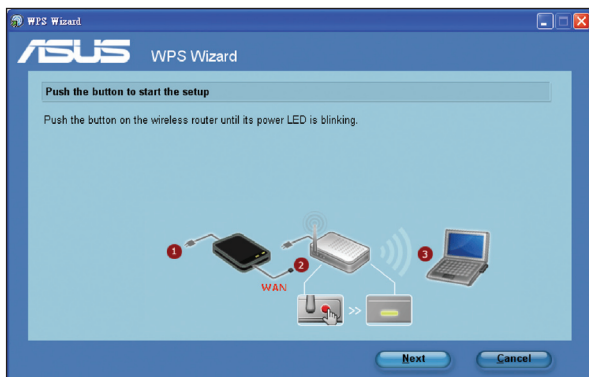 WPS Wizard
ASUS WPS Wizard
Push the button to start the setup
Push the button on the wireless router until its power LED is blinking.
1
2
3
WAN
>>
Next
Cancel